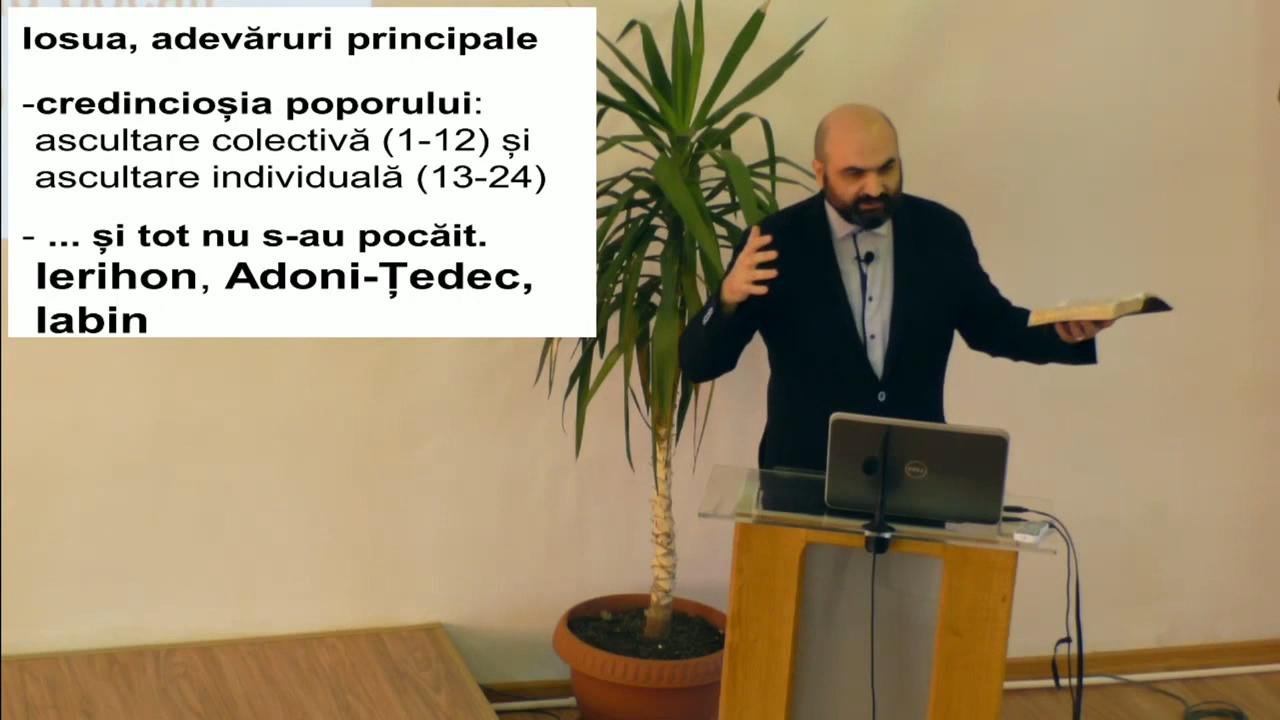 Iosua, adevăruri principale
-credincioșia poporului:
ascultare colectivă (1-12) și
ascultare individuală (13-24)
- ... și tot nu s-au pocăit.
Ierihon, Adoni-Țedec,
Iabin
DELL